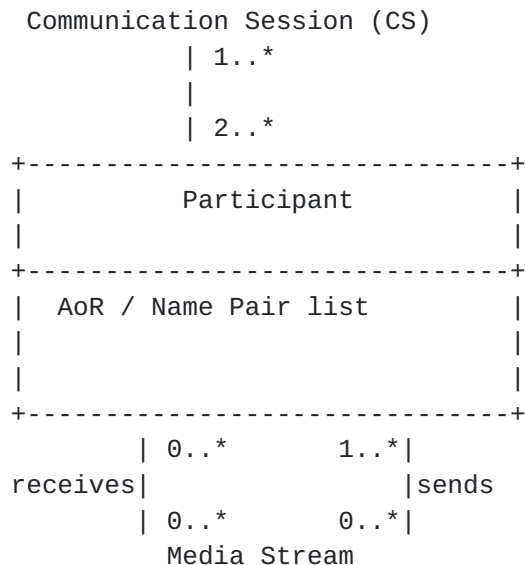 Communication Session (CS)
| 1..*
|
| 2..*
+-------------------------------+
|          Participant          |
|                               |
+-------------------------------+
|  AoR / Name Pair list         |
|                               |
|                               |
+-------------------------------+
| 0..*       1..*|
receives|                |sends
| 0..*       0..*|
Media Stream